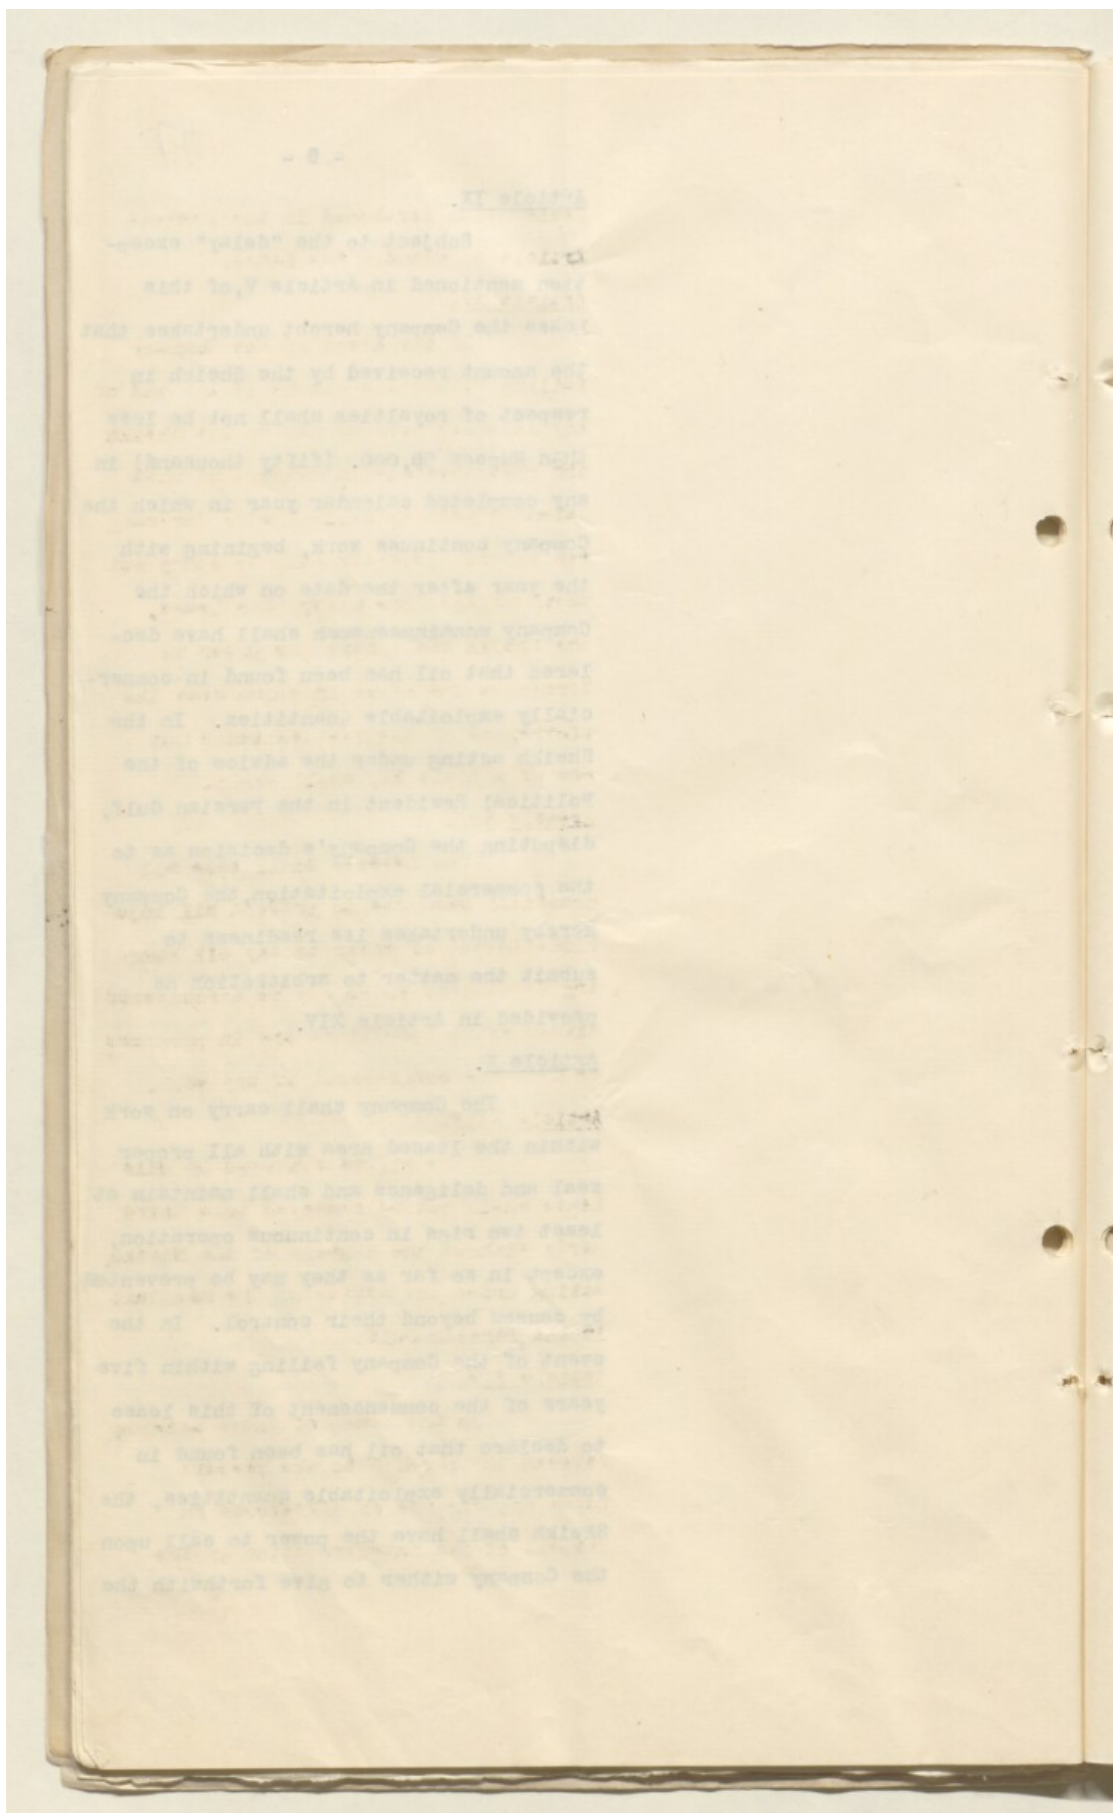 - 8 -
Article IX.
Subject to the "delay" excep-
tion mentioned in Article V, of this
lease the Company hereot undertakes that
the amount received by the Sheikh in
respect of royalties shall not be less
than Rupees 50,000. (fifty thousand) in
any completed calendar year in which the
Company continues work, begining with
the year after the date on which the
Company shall have dec-
lared that oil has been found in commer-
cially exploitable quantities. In the
Sheikh acting under the advice of the
Political Resident in the Persian Gulf,
disputing the Company's decision as to
the commercial exploitation, the Company
hereby undertakes its readiness to
submit the matter to arbitration as
provided in Article XIV.
Article X.
The Company shall carry on work
within the leased area with all proper
zeal and deligence and shall maintain at
least two rigs in continuous operation,
except in so far as they may be prevented
by causes beyond their control. In the
event of the Company failing within five
years of the commencement of this lease
to declare that oil has been found in
commercially exploitable quantities, the
Sheikh shall have the power to call upon
the Company either to give forthwith the